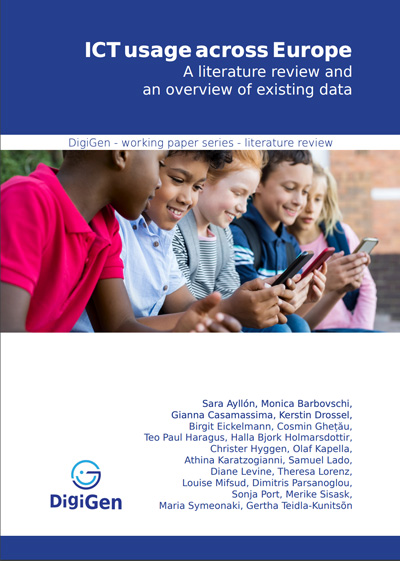 ICT usage across Europe
A literature review and
an overview of existing data
DigiGen - working paper series - literature review
Sara Ayllón, Monica Barbovschi,
Gianna Casamassima, Kerstin Drossel,
Birgit Eickelmann, Cosmin Ghețău,
Teo Paul Haragus, Halla Bjork Holmarsdottir,
Christer Hyggen, Olaf Kapella,
Athina Karatzogianni, Samuel Lado,
Diane Levine, Theresa Lorenz,
Louise Mifsud, Dimitris Parsanoglou,
Sonja Port, Merike Sisask,
Maria Symeonaki, Gertha Teidla-Kunitsõn
DigiGen